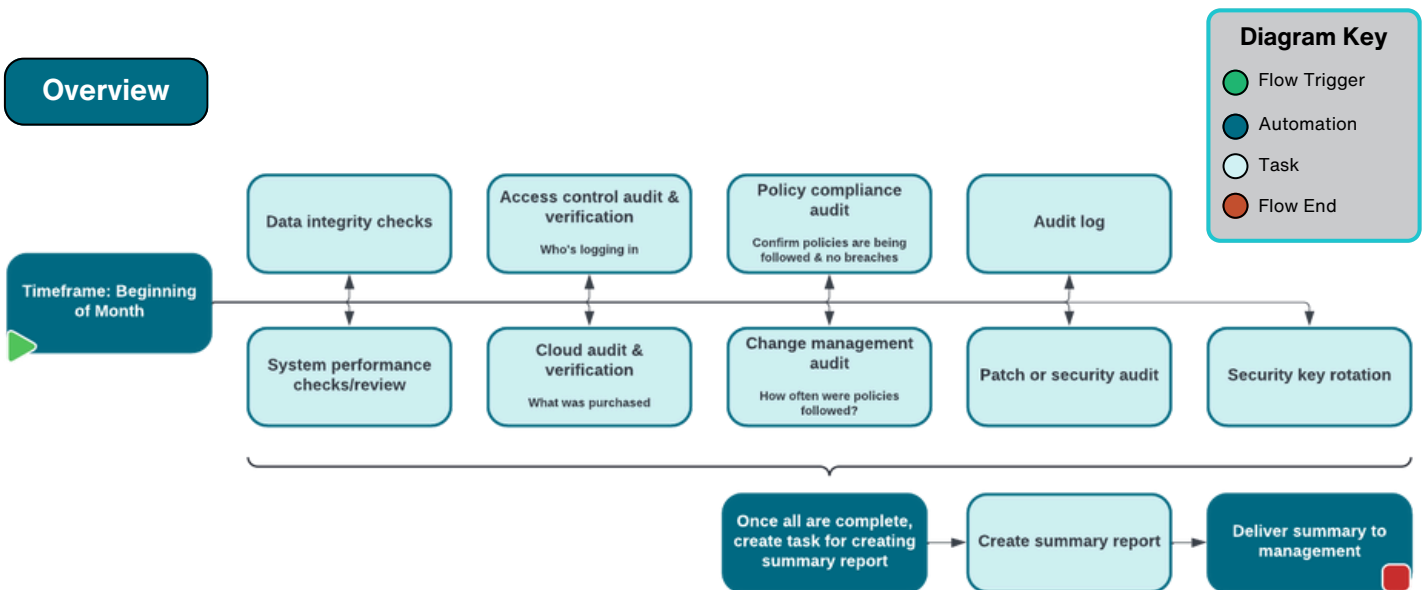 Overview
Diagram Key
Flow Trigger
Automation
Task
Flow End
Timeframe: Beginning
of Month
Data integrity checks
Access control audit &
verification
Who's logging in
Policy compliance
audit
Confirm policies are being
followed & no breaches
Audit log
System performance
checks/review
Cloud audit &
verification
What was purchased
Change management
audit
How often were policies
followed?
Patch or security audit
Security key rotation
Once all are complete,
create task for creating
summary report
Create summary report
Deliver summary to
management